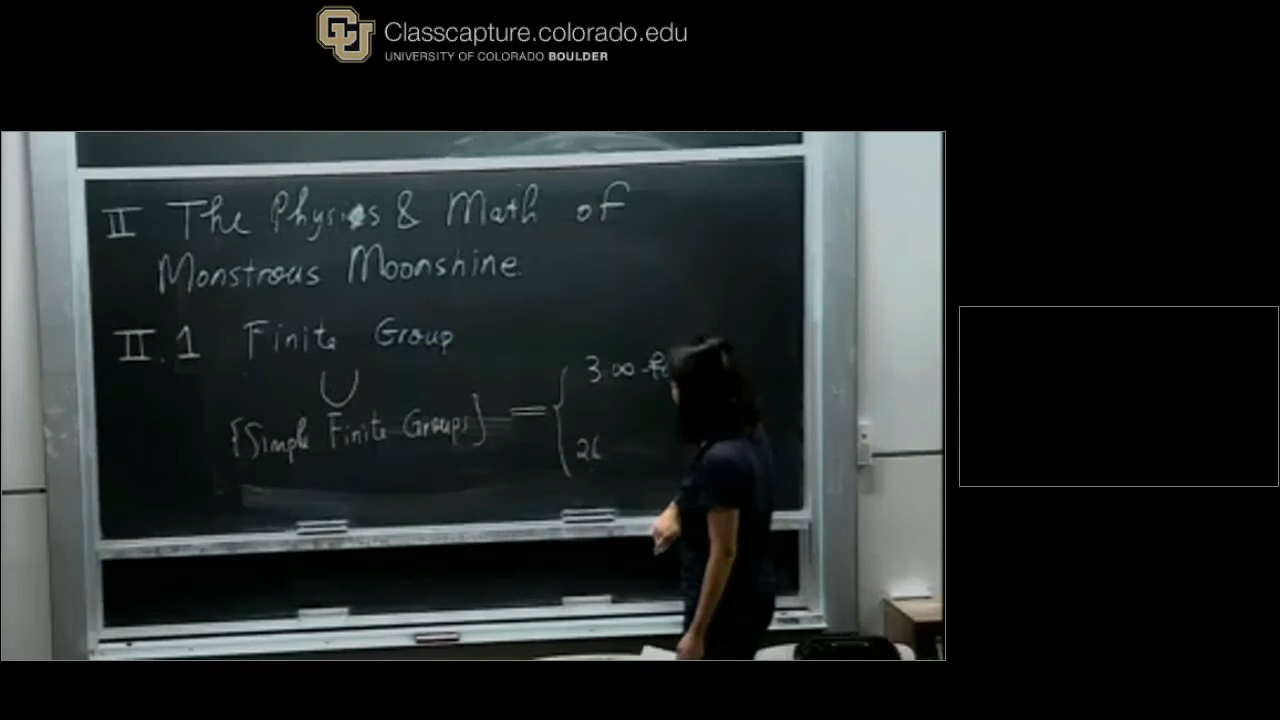 CU Classcapture.colorado.edu
UNIVERSITY OF COLORADO BOULDER
II The Physics & Math of
Monstrous Moonshine
II.1 Finite Group
∪
{Simple Finite Groups} = {
3 ∞-
26